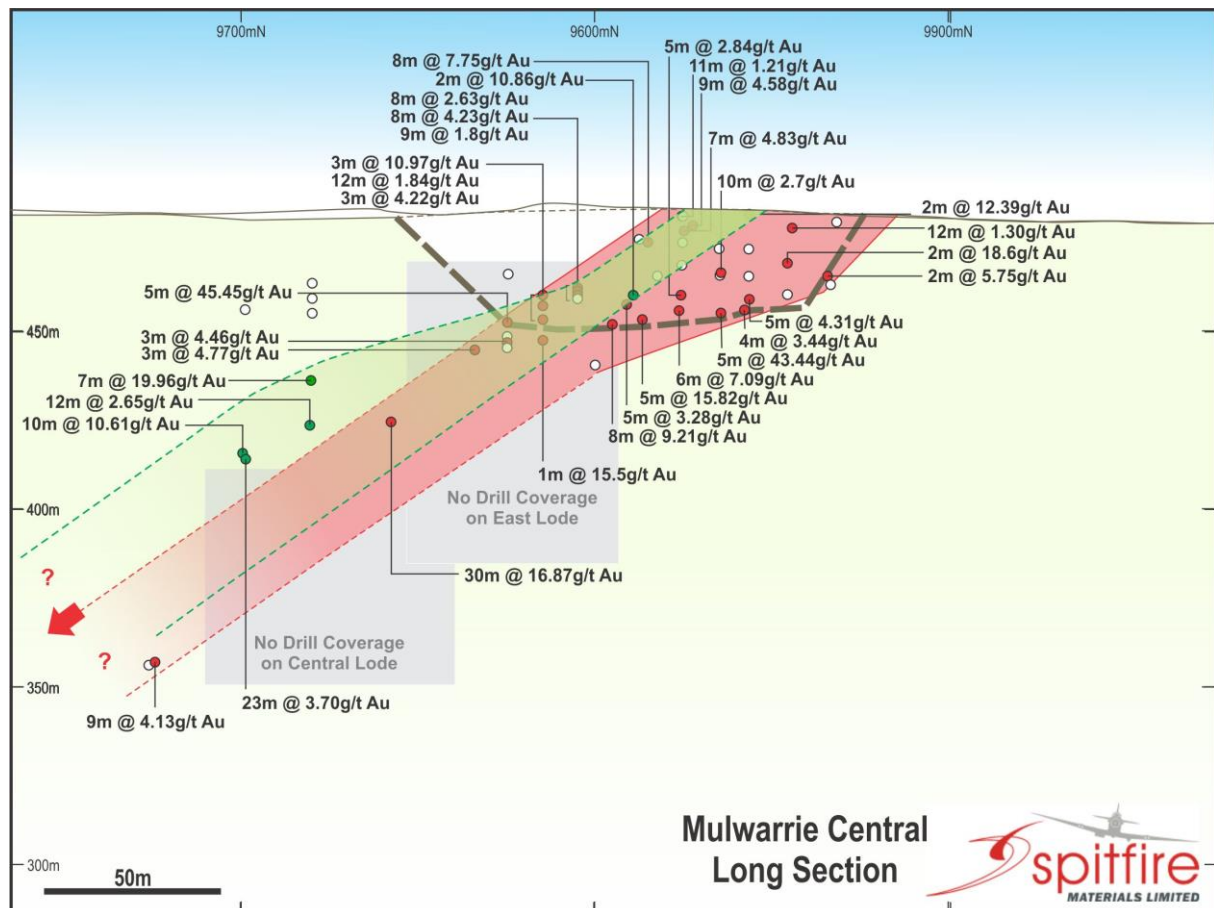 9700mN
9600mN
9900mN
5m @ 2.84g/t Au
8m @ 7.75g/t Au
11m @ 1.21g/t Au
2m @ 10.86g/t Au
9m @ 4.58g/t Au
8m @ 2.63g/t Au
8m @ 4.23g/t Au
9m @ 1.8g/t Au
7m @ 4.83g/t Au
3m @ 10.97g/t Au
12m @ 1.84g/t Au
3m @ 4.22g/t Au
10m @ 2.7g/t Au
2m @ 12.39g/t Au
12m @ 1.30g/t Au
2m @ 18.6g/t Au
2m @ 5.75g/t Au
5m @ 45.45g/t Au
450m
3m @ 4.46g/t Au
3m @ 4.77g/t Au
5m @ 4.31g/t Au
4m @ 3.44g/t Au
5m @ 43.44g/t Au
6m @ 7.09g/t Au
5m @ 15.82g/t Au
5m @ 3.28g/t Au
8m @ 9.21g/t Au
7m @ 19.96g/t Au
12m @ 2.65g/t Au
10m @ 10.61g/t Au
1m @ 15.5g/t Au
400m
No Drill Coverage
on East Lode
30m @ 16.87g/t Au
?
No Drill Coverage
on Central Lode
?
350m
23m @ 3.70g/t Au
9m @ 4.13g/t Au
Mulwarrie Central
Long Section
spitfire
MATERIALS LIMITED
300m
50m